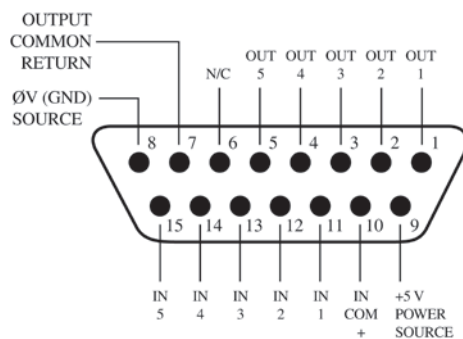 OUTPUT
COMMON
RETURN
ØV (GND)
SOURCE
N/C
OUT
5
OUT
4
OUT
3
OUT
2
OUT
1
8 7 6 5 4 3 2 1
15 14 13 12 11 10 9
IN
5
IN
4
IN
3
IN
2
IN
1
IN
COM
+
+5 V
POWER
SOURCE